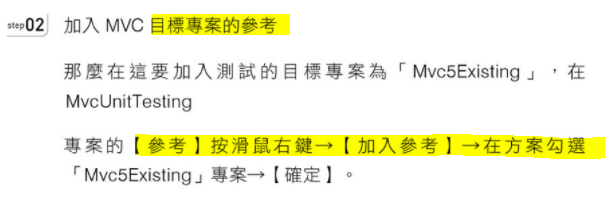 step02 加入 MVC 目標專案的參考
那麼在這要加入測試的目標專案為「Mvc5Existing」，在
MvcUnitTesting
專案的【參考】按滑鼠右鍵→【加入參考】→在方案勾選
「Mvc5Existing」專案→【確定】。